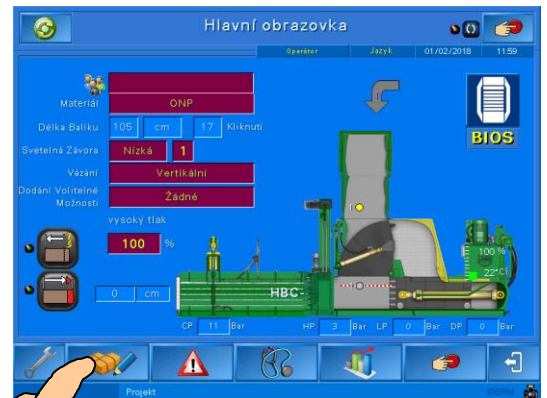 Hlavní obrazovka
Operátor Jazyk 01/02/2018 11:59
Materiál ONP
Délka Balíku 105 cm 17 Kliknutí
BIOS
Svetelná Závora Nízká 1
Vázání Vertikální
Dodání Volitelné Možnosti Žádné
vysoký tlak
100 %
100 %
22°C
0 cm
HBC-
CP 11 Bar HP 3 Bar LP 0 Bar DP 0 Bar
Projekt